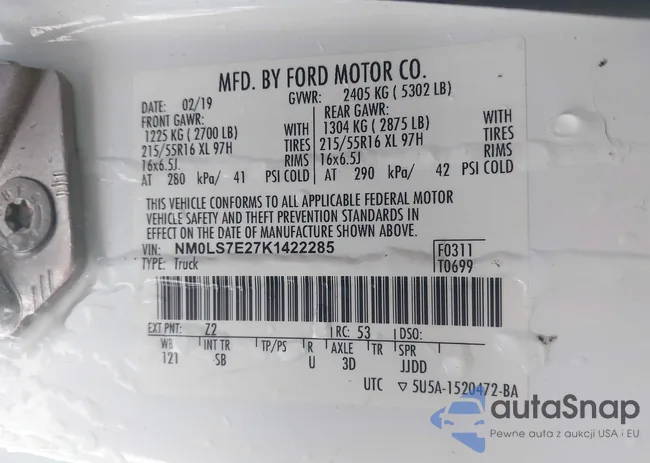 MFD. BY FORD MOTOR CO.
DATE: 02/19 GVWR: 2405 KG ( 5302 LB)
FRONT GAWR: REAR GAWR:
1225 KG ( 2700 LB) WITH 1304 KG ( 2875 LB) WITH
215/55R16 XL 97H TIRES 215/55R16 XL 97H TIRES
16x6.5J RIMS 16x6.5J RIMS
AT 280 kPa/ 41 PSI COLD AT 290 kPa/ 42 PSI COLD
THIS VEHICLE CONFORMS TO ALL APPLICABLE FEDERAL MOTOR
VEHICLE SAFETY AND THEFT PREVENTION STANDARDS IN
EFFECT ON THE DATE OF MANUFACTURE SHOWN ABOVE.
VIN: NM0LS7E27K1422285 F0311
TYPE: Truck T0699
EXT PNT: Z2 RC: 53 DSO:
WB INT TR TP/PS R AXLE TR SPR
121 SB U 3D JJDD
UTC 5U5A-1520472-BA
autaSnap
Pewne auta z aukcji USA i EU